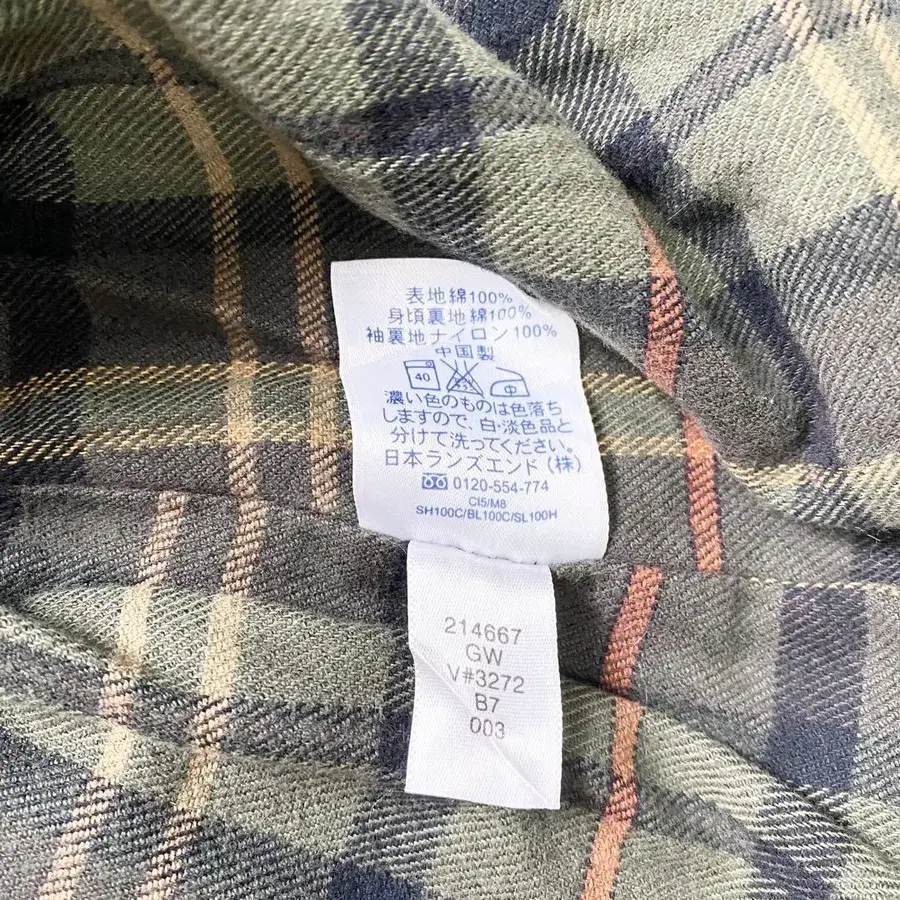 表地綿100%
身頃裏地綿100%
袖裏地ナイロン100%
中国製
40 中
濃い色のものは色落ち
しますので、白・淡色品と
分けて洗ってください。
日本ランズエンド (株)
0120-554-774
CI5/M8
SH100C/BL100C/SL100H
214667
GW
V#3272
B7
003